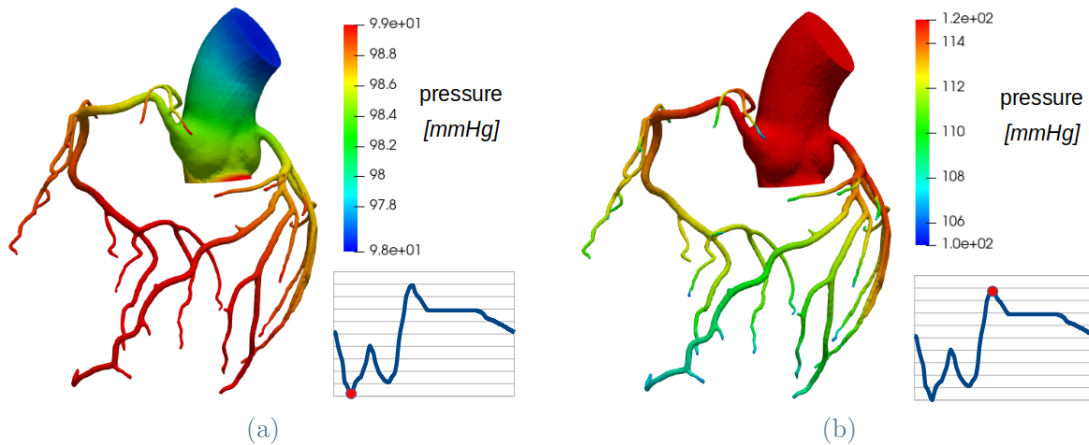 9.9e+01
98.8
98.6
98.4
98.2
98
97.8
9.8e+01
pressure
[mmHg]
(a)
1.2e+02
114
112
110
108
106
1.0e+02
pressure
[mmHg]
(b)